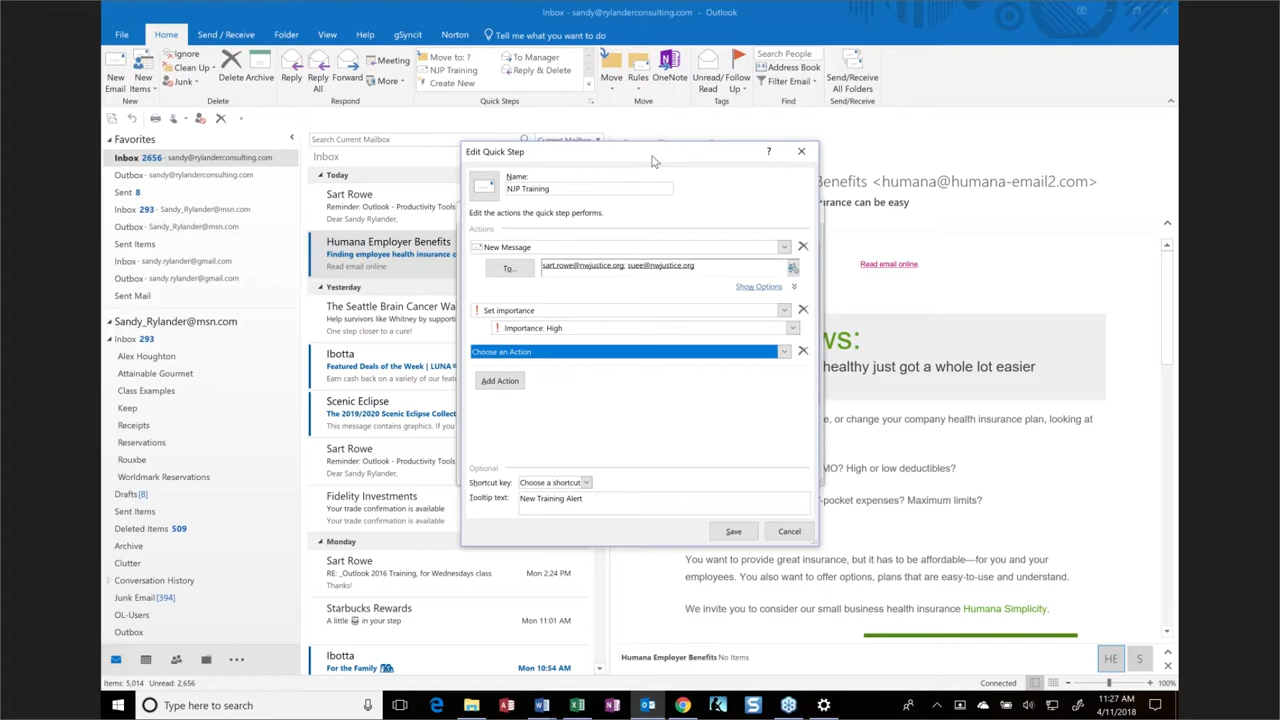 Inbox - sandy@rylanderconsulting.com - Outlook
File Home Send / Receive Folder View Help gSyncit Norton Tell me what you want to do
New Email
New Items
Ignore
Clean Up
Junk
Delete
Archive
Reply
Reply All
Forward
Meeting
More
Move to: ?
NJP Training
Create New
To Manager
Reply & Delete
Move
Rules
OneNote
Unread/ Read
Follow Up
Search People
Address Book
Filter Email
Send/Receive All Folders
New Delete Respond Quick Steps Move Tags Find Send/Receive
Favorites
Inbox 2656 - sandy@rylanderconsulting.com
Outbox - sandy@rylanderconsulting.com
Sent 8
Inbox 293 - Sandy_Rylander@msn.com
Outbox - Sandy_Rylander@msn.com
Sent Items
Inbox - sandy.rylander@gmail.com
Outbox - sandy.rylander@gmail.com
Sent Mail
Sandy_Rylander@msn.com
Inbox 293
Alex Houghton
Attainable Gourmet
Class Examples
Keep
Receipts
Reservations
Rouxbe
Worldmark Reservations
Drafts [8]
Sent Items
Deleted Items 509
Archive
Clutter
Conversation History
Junk Email [394]
OL-Users
Outbox
Search Current Mailbox
Current Mailbox
Inbox
Today
Sart Rowe
Reminder: Outlook - Productivity Tools
Dear Sandy Rylander,
Humana Employer Benefits
Finding employee health insurance c
Read email online
Yesterday
The Seattle Brain Cancer Wa
Help survivors like Whitney by supporti
One step closer to a cure!
Ibotta
Featured Deals of the Week | LUNA®
Earn cash back on a variety of our featu
Scenic Eclipse
The 2019/2020 Scenic Eclipse Collect
This message contains graphics. If you
Sart Rowe
Reminder: Outlook - Productivity Tools
Dear Sandy Rylander,
Fidelity Investments
Your trade confirmation is available
Your trade confirmation is available
Monday
Sart Rowe
RE: _Outlook 2016 Training, for Wednesdays class Mon 2:24 PM
Thanks!
Starbucks Rewards
A little in your step Mon 11:01 AM
Ibotta
For the Family Mon 10:54 AM
Edit Quick Step
?
Name:
NJP Training
Edit the actions the quick step performs.
Actions
New Message
To...
sart.rowe@nwjustice.org; suee@nwjustice.org
Show Options
Set importance
Importance: High
Choose an Action
Add Action
Optional
Shortcut key: Choose a shortcut
Tooltip text: New Training Alert
Save Cancel
Benefits <humana@humana-email2.com>
urance can be easy
Read email online.
ws:
healthy just got a whole lot easier
e, or change your company health insurance plan, looking at
MO? High or low deductibles?
-pocket expenses? Maximum limits?
You want to provide great insurance, but it has to be affordable—for you and your
employees. You also want to offer options, plans that are easy-to-use and understand.
We invite you to consider our small business health insurance Humana Simplicity.
Humana Employer Benefits No Items
HE S
Items: 5,014 Unread: 2,656
Connected
100%
Type here to search
11:27 AM
4/11/2018